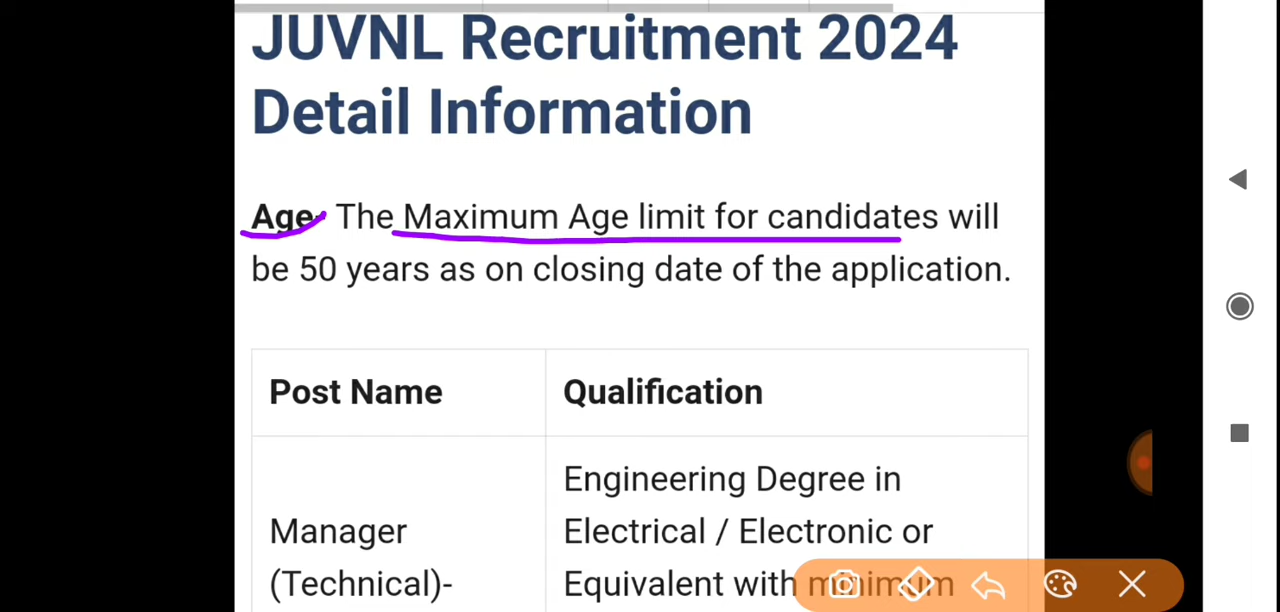 JUVNL Recruitment 2024
Detail Information
Age- The Maximum Age limit for candidates will
be 50 years as on closing date of the application.
Post Name
Qualification
Manager
(Technical)-
Engineering Degree in
Electrical / Electronic or
Equivalent with minimum